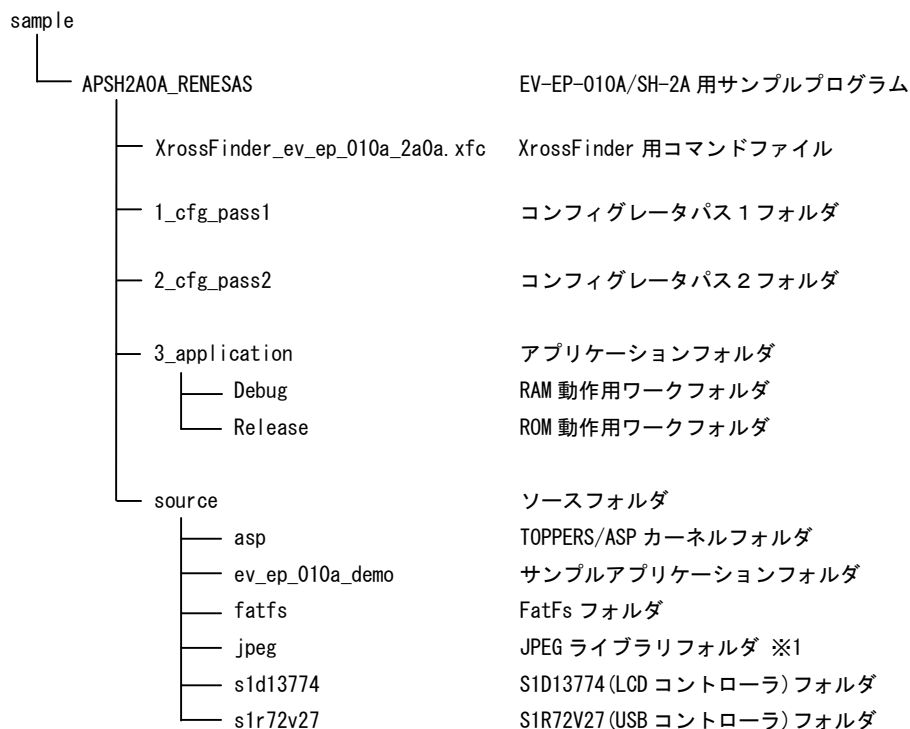 sample
APSH2A0A_RENESAS EV-EP-010A/SH-2A 用サンプルプログラム
XrossFinder_ev_ep_010a_2a0a.xfc XrossFinder 用コマンドファイル
1_cfg_pass1 コンフィグレータパス１フォルダ
2_cfg_pass2 コンフィグレータパス２フォルダ
3_application アプリケーションフォルダ
Debug RAM 動作用ワークフォルダ
Release ROM 動作用ワークフォルダ
source ソースフォルダ
asp TOPPERS/ASP カーネルフォルダ
ev_ep_010a_demo サンプルアプリケーションフォルダ
fatfs FatFs フォルダ
jpeg JPEG ライブラリフォルダ ※1
s1d13774 S1D13774(LCD コントローラ)フォルダ
s1r72v27 S1R72V27(USB コントローラ)フォルダ